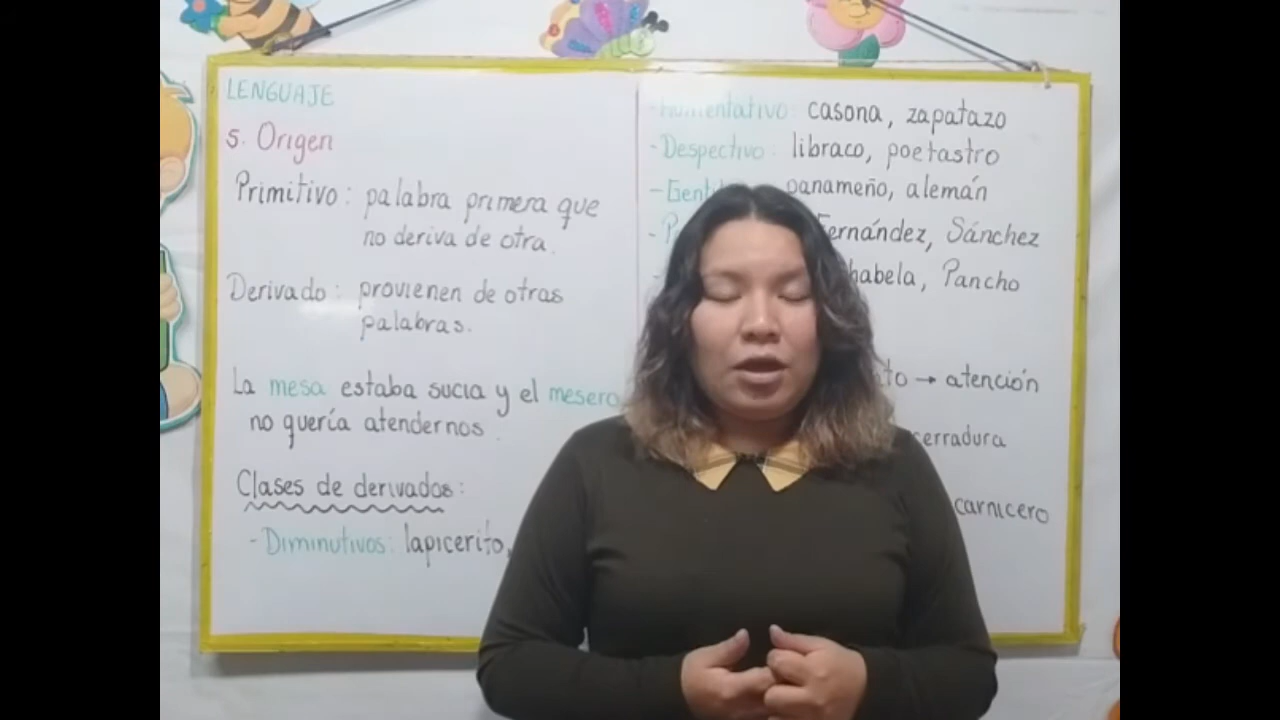 LENGUAJE
5. Origen
Primitivo: palabra primera que
no deriva de otra.
Derivado: provienen de otras
palabras.
La mesa estaba sucia y el mesero
no quería atendernos.
Clases de derivados:
- Diminutivos: lapicerito,
- Aumentativo: casona, zapatazo
- Despectivo: libraco, poetastro
- panameño, alemán
- Fernández, Sánchez
Pancho
→ atención
cerradura
carnicero